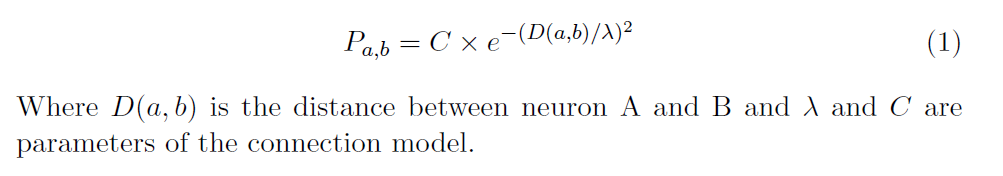 P_{a,b} = C × e^{−(D(a,b)/λ)^2} (1)
Where D(a, b) is the distance between neuron A and B and λ and C are
parameters of the connection model.